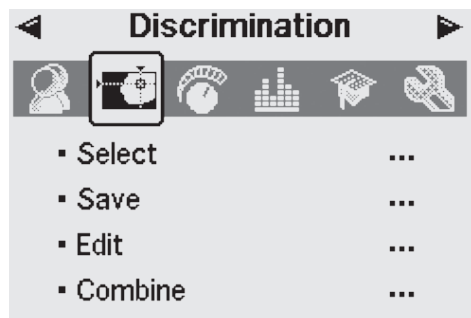 Discrimination
Select ...
Save ...
Edit ...
Combine ...